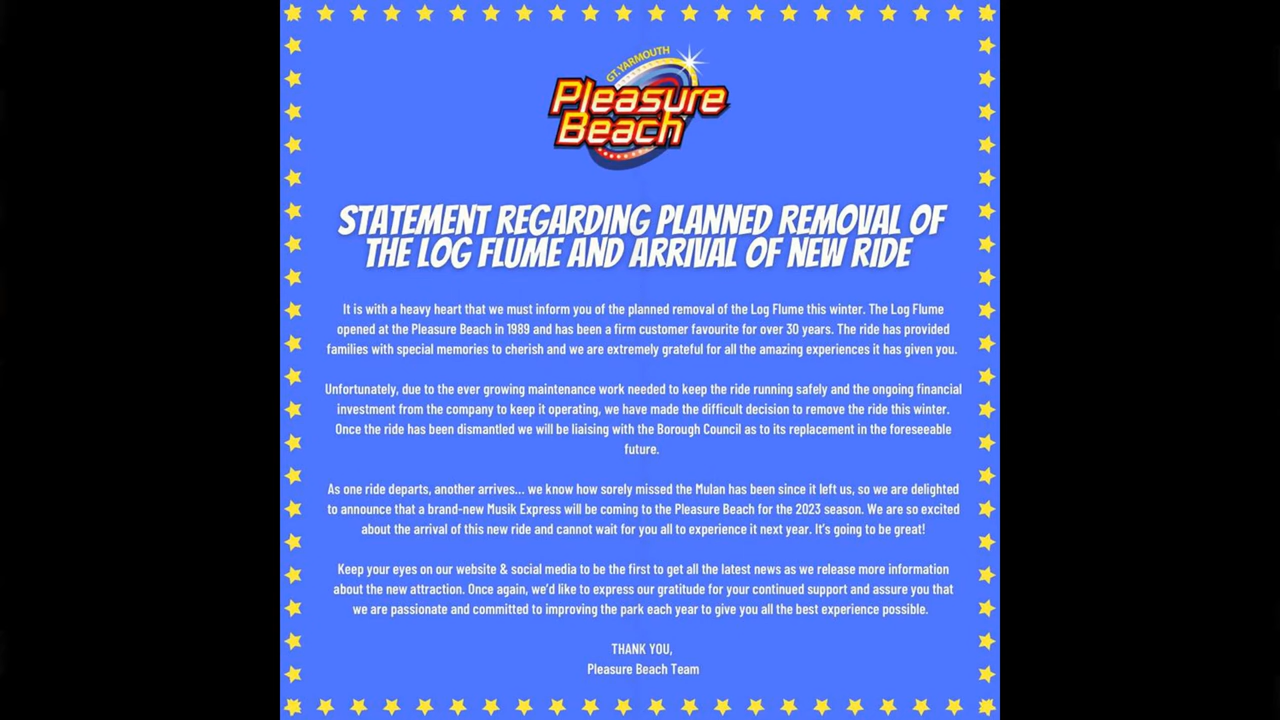 GT. YARMOUTH
Pleasure
Beach
STATEMENT REGARDING PLANNED REMOVAL OF
THE LOG FLUME AND ARRIVAL OF NEW RIDE
It is with a heavy heart that we must inform you of the planned removal of the Log Flume this winter. The Log Flume
opened at the Pleasure Beach in 1989 and has been a firm customer favourite for over 30 years. The ride has provided
families with special memories to cherish and we are extremely grateful for all the amazing experiences it has given you.
Unfortunately, due to the ever growing maintenance work needed to keep the ride running safely and the ongoing financial
investment from the company to keep it operating, we have made the difficult decision to remove the ride this winter.
Once the ride has been dismantled we will be liaising with the Borough Council as to its replacement in the foreseeable
future.
As one ride departs, another arrives... we know how sorely missed the Mulan has been since it left us, so we are delighted
to announce that a brand-new Musik Express will be coming to the Pleasure Beach for the 2023 season. We are so excited
about the arrival of this new ride and cannot wait for you all to experience it next year. It's going to be great!
Keep your eyes on our website & social media to be the first to get all the latest news as we release more information
about the new attraction. Once again, we'd like to express our gratitude for your continued support and assure you that
we are passionate and committed to improving the park each year to give you all the best experience possible.
THANK YOU,
Pleasure Beach Team